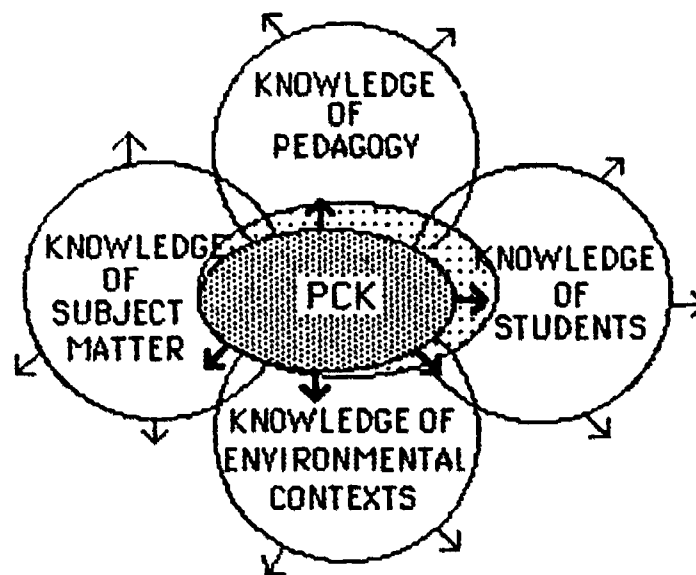 KNOWLEDGE
OF
PEDAGOGY
KNOWLEDGE
OF
SUBJECT
MATTER
PCK
KNOWLEDGE
OF
STUDENTS
KNOWLEDGE OF
ENVIRONMENTAL
CONTEXTS